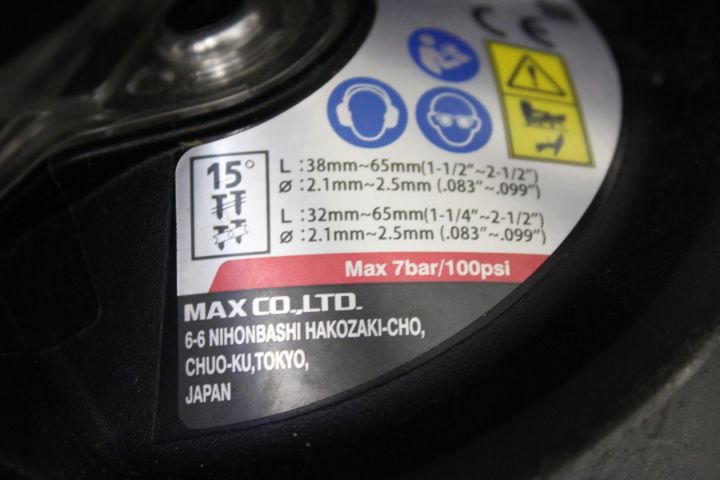 CE
15°
L :38mm~65mm(1-1/2"~2-1/2")
Ø :2.1mm~2.5mm (.083"~.099")
L :32mm~65mm(1-1/4"~2-1/2")
Ø :2.1mm~2.5mm (.083"~.099")
Max 7bar/100psi
MAX CO.,LTD.
6-6 NIHONBASHI HAKOZAKI-CHO,
CHUO-KU,TOKYO,
JAPAN